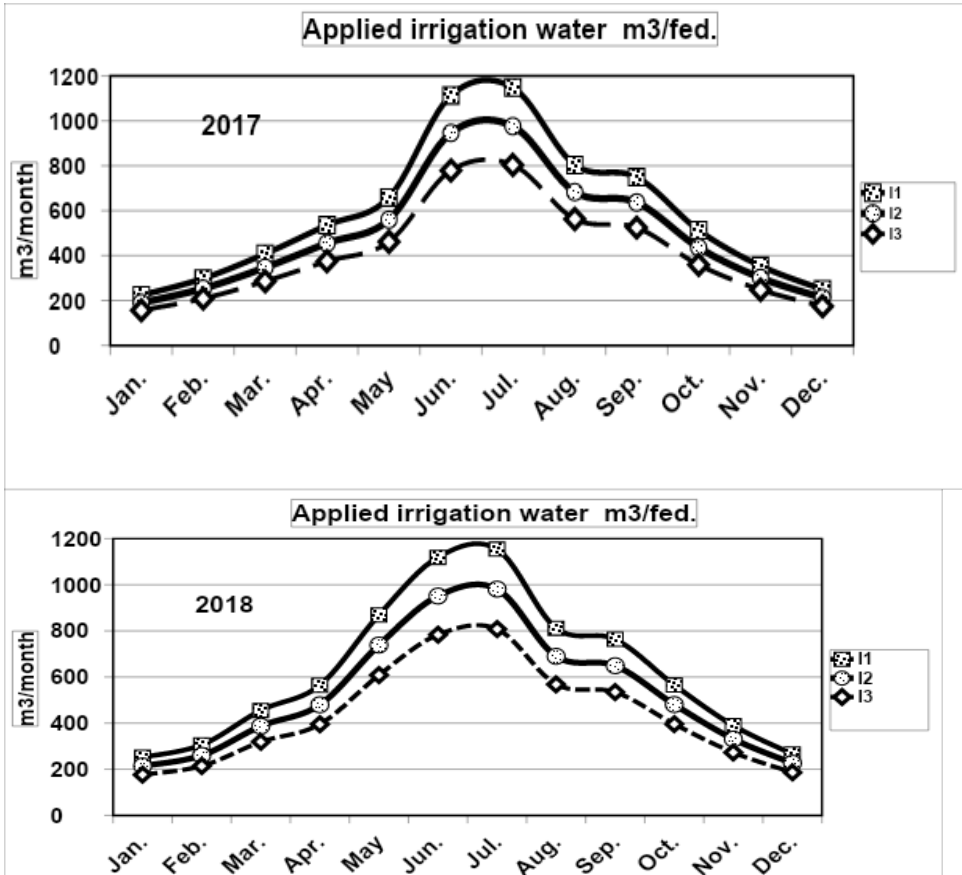 Applied irrigation water m3/fed.
1200
1000
800
600
400
200
0
m3/month
2017
Jan.
Feb.
Mar.
Apr.
May
Jun.
Jul.
Aug.
Sep.
Oct.
Nov.
Dec.
I1
I2
I3
Applied irrigation water m3/fed.
1200
1000
800
600
400
200
0
m3/month
2018
Jan.
Feb.
Mar.
Apr.
May
Jun.
Jul.
Aug.
Sep.
Oct.
Nov.
Dec.
I1
I2
I3